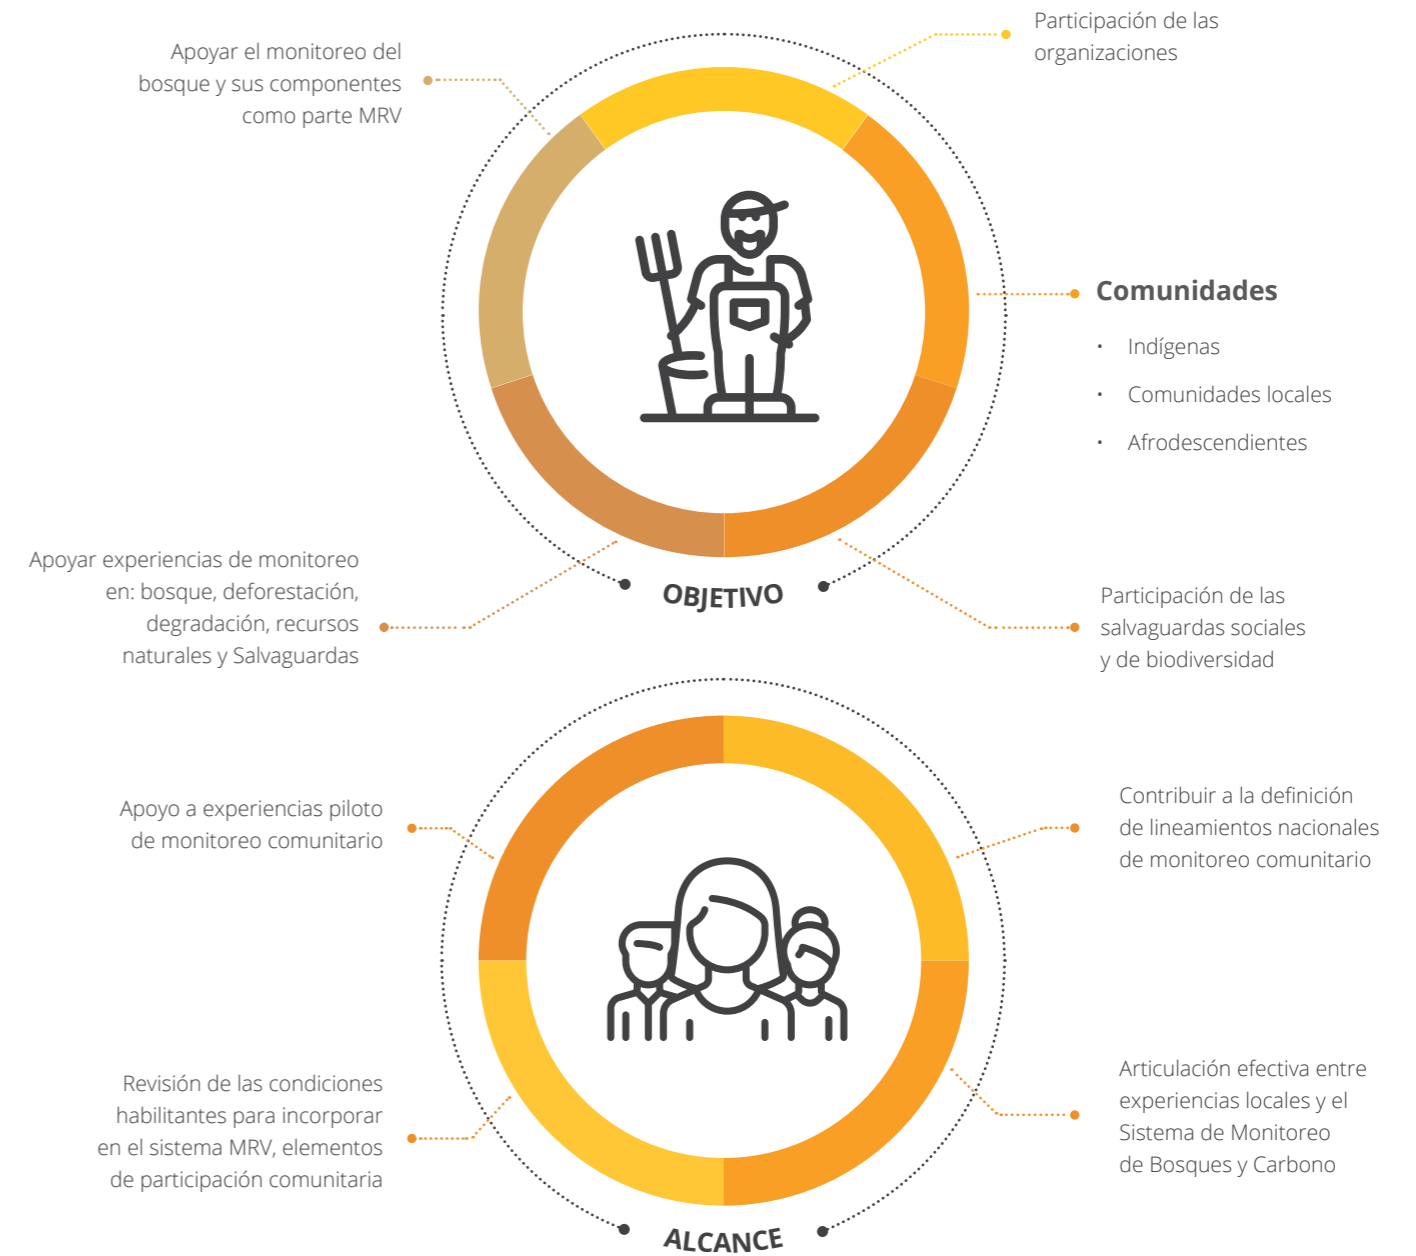 Participación de las
organizaciones
Apoyar el monitoreo del
bosque y sus componentes
como parte MRV
Comunidades
• Indígenas
• Comunidades locales
• Afrodescendientes
Apoyar experiencias de monitoreo
en: bosque, deforestación,
degradación, recursos
naturales y Salvaguardas
OBJETIVO
Participación de las
salvaguardas sociales
y de biodiversidad
Apoyo a experiencias piloto
de monitoreo comunitario
Contribuir a la definición
de lineamientos nacionales
de monitoreo comunitario
Revisión de las condiciones
habilitantes para incorporar
en el sistema MRV, elementos
de participación comunitaria
Articulación efectiva entre
experiencias locales y el
Sistema de Monitoreo
de Bosques y Carbono
ALCANCE